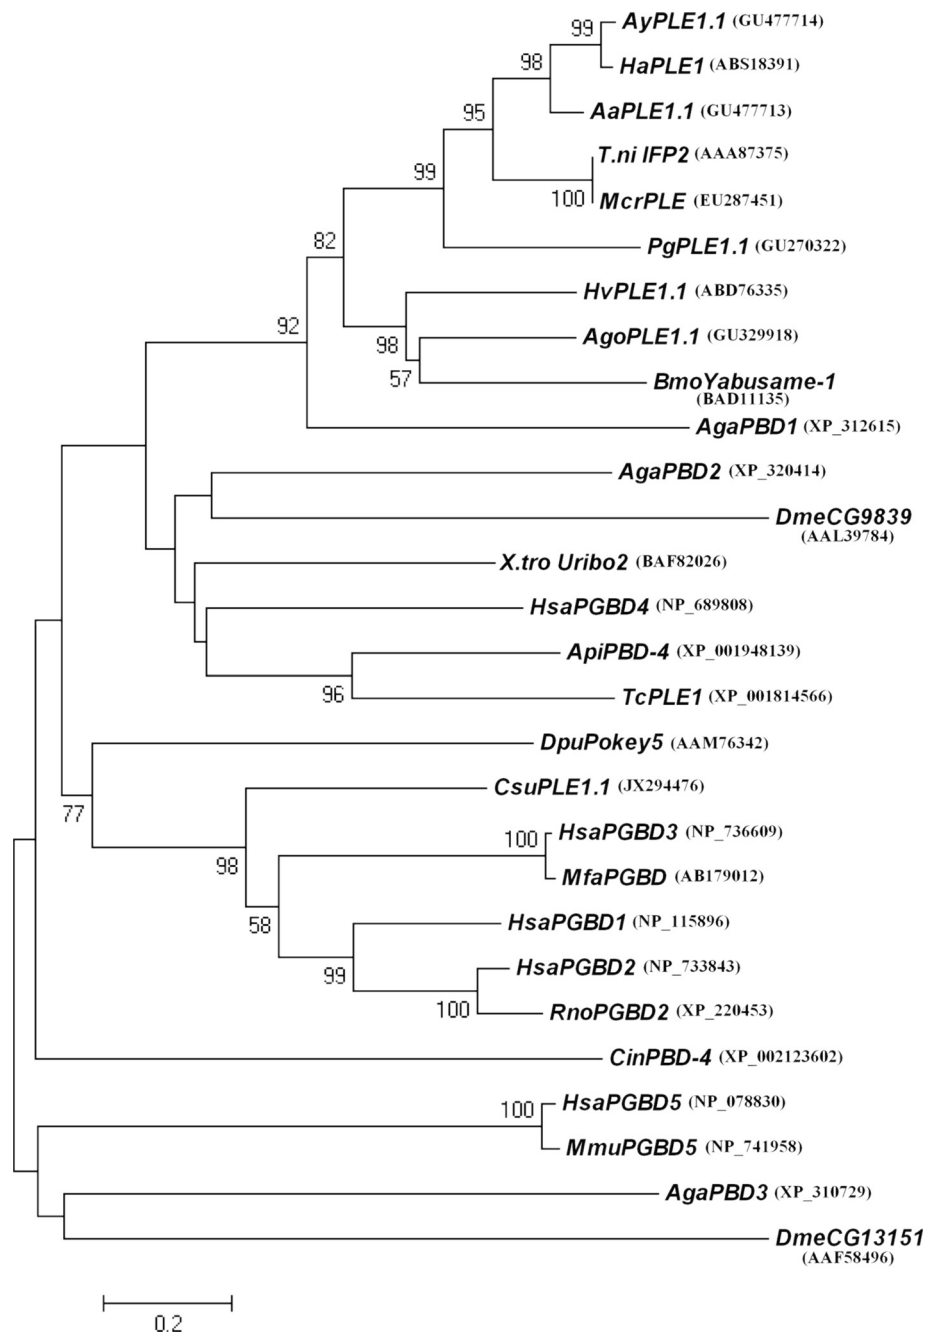 99 AyPLE1.1 (GU477714)
98 HaPLE1 (ABS18391)
95 AaPLE1.1 (GU477713)
T.ni IFP2 (AAA87375)
99
100 McrPLE (EU287451)
82 PgPLE1.1 (GU270322)
HvPLE1.1 (ABD76335)
92
98 AgoPLE1.1 (GU329918)
57 BmoYabusame-1
(BAD11135)
AgaPBD1 (XP_312615)
AgaPBD2 (XP_320414)
DmeCG9839
(AAL39784)
X.tro Uribo2 (BAF82026)
HsaPGBD4 (NP_689808)
ApiPBD-4 (XP_001948139)
96 TcPLE1 (XP_001814566)
DpuPokey5 (AAM76342)
77 CsuPLE1.1 (JX294476)
100 HsaPGBD3 (NP_736609)
98 MfaPGBD (AB179012)
58 HsaPGBD1 (NP_115896)
99 HsaPGBD2 (NP_733843)
100 RnoPGBD2 (XP_220453)
CinPBD-4 (XP_002123602)
100 HsaPGBD5 (NP_078830)
MmuPGBD5 (NP_741958)
AgaPBD3 (XP_310729)
DmeCG13151
(AAF58496)
0.2